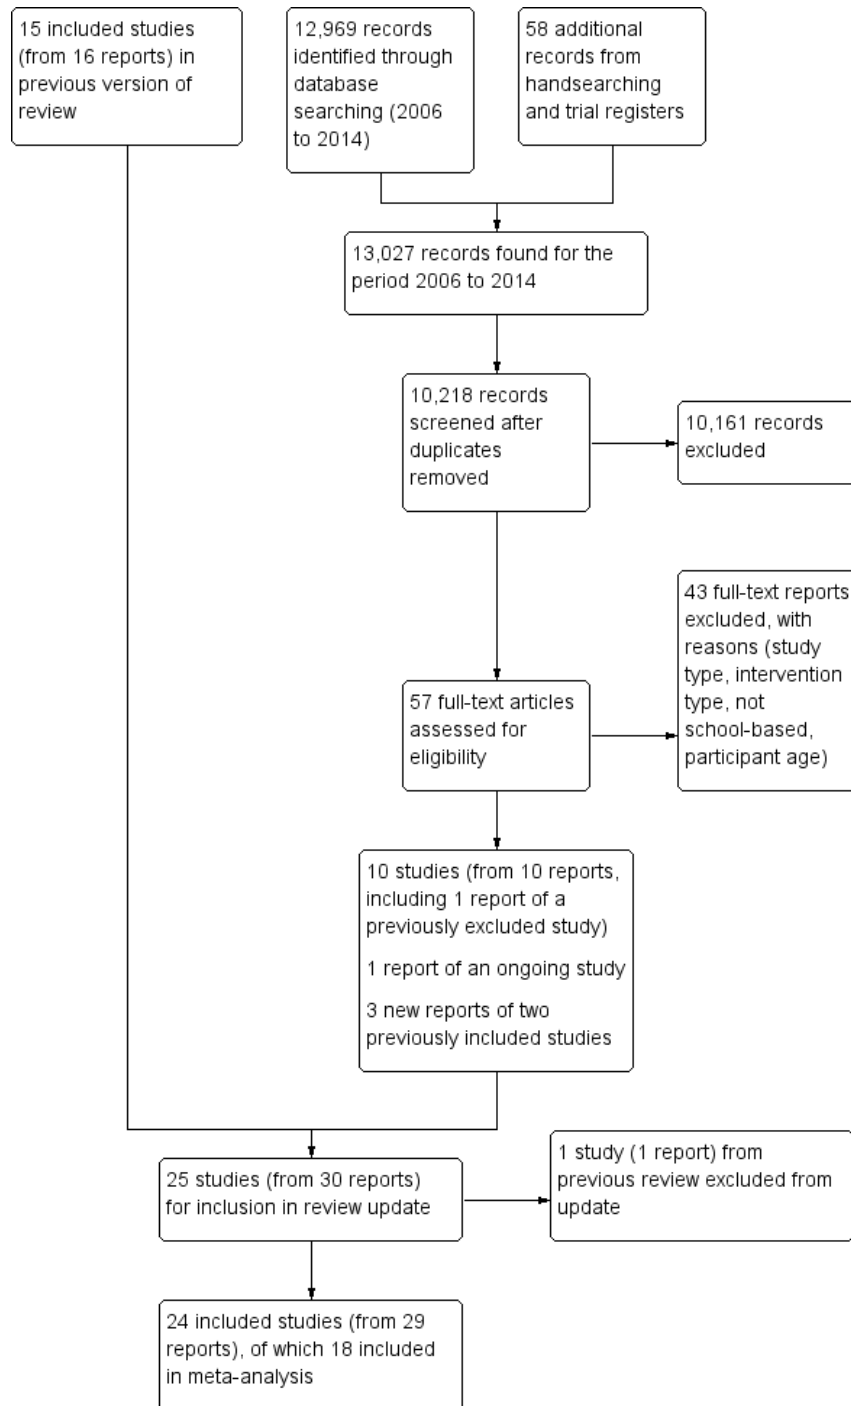 15 included studies
(from 16 reports) in
previous version of
review
12,969 records
identified through
database
searching (2006
to 2014)
58 additional
records from
handsearching
and trial registers
13,027 records found for the
period 2006 to 2014
10,218 records
screened after
duplicates
removed
10,161 records
excluded
43 full-text reports
excluded, with
reasons (study
type, intervention
type, not
school-based,
participant age)
57 full-text articles
assessed for
eligibility
10 studies (from 10 reports,
including 1 report of a
previously excluded study)
1 report of an ongoing study
3 new reports of two
previously included studies
25 studies (from 30 reports)
for inclusion in review update
1 study (1 report) from
previous review excluded from
update
24 included studies (from 29
reports), of which 18 included
in meta-analysis